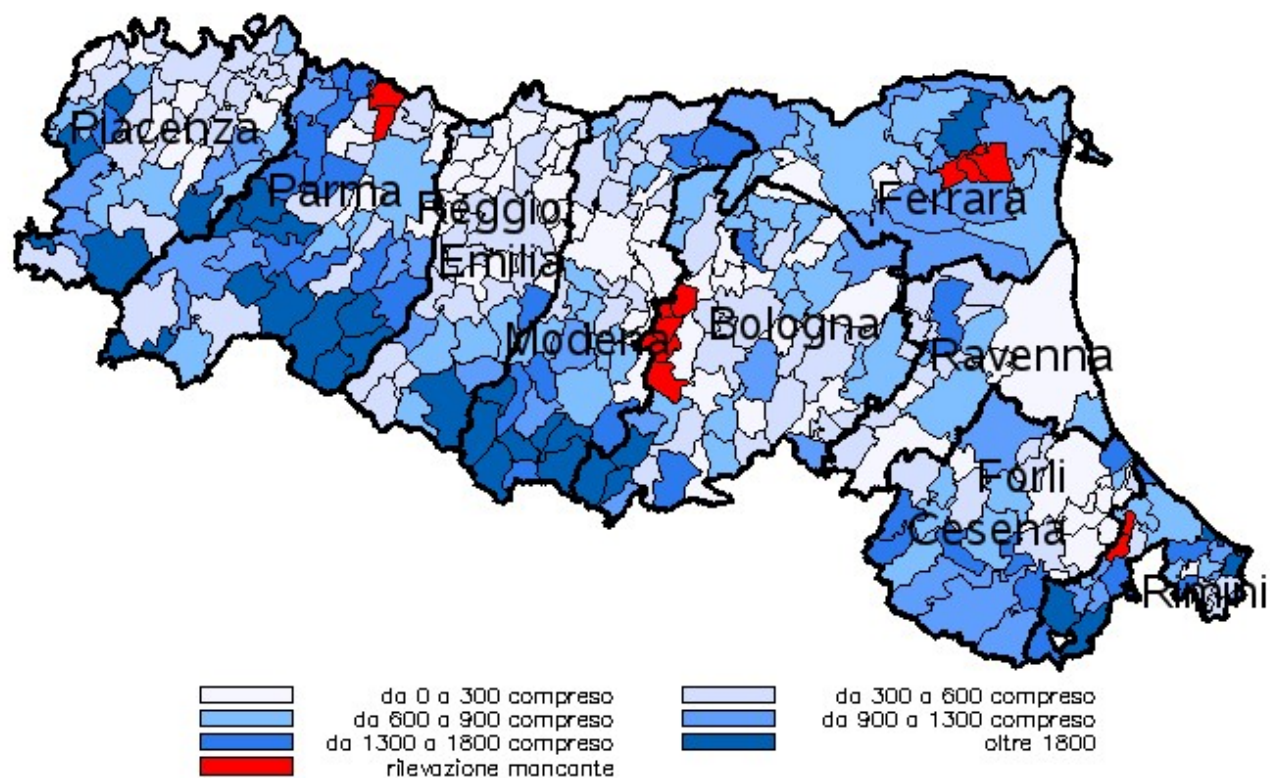 Piacenza
Parma
Reggio
Emilia
Modena
Bologna
Ferrara
Ravenna
Forli
Cesena
Rimini
da 0 a 300 compreso
da 300 a 600 compreso
da 600 a 900 compreso
da 900 a 1300 compreso
da 1300 a 1800 compreso
oltre 1800
rilevazione mancante